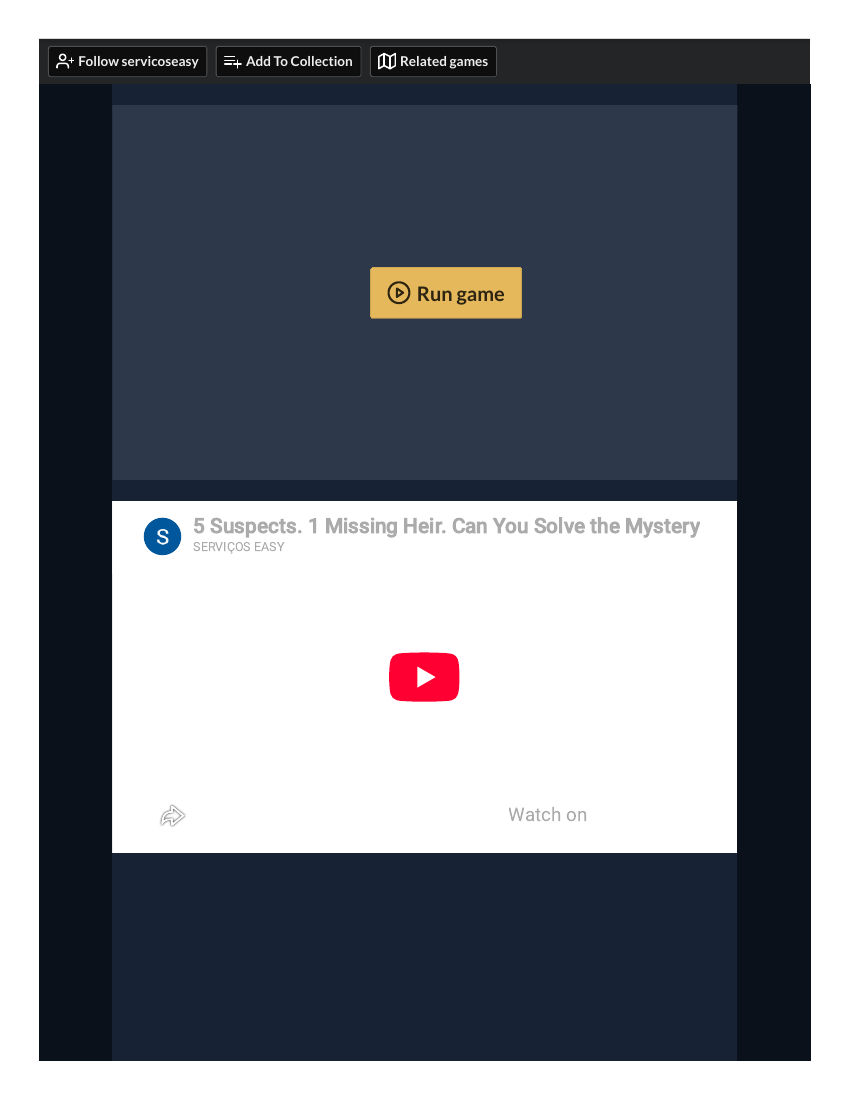 Follow servicoseasy Add To Collection Related games
Run game
S
5 Suspects. 1 Missing Heir. Can You Solve the Mystery
SERVIÇOS EASY
Watch on